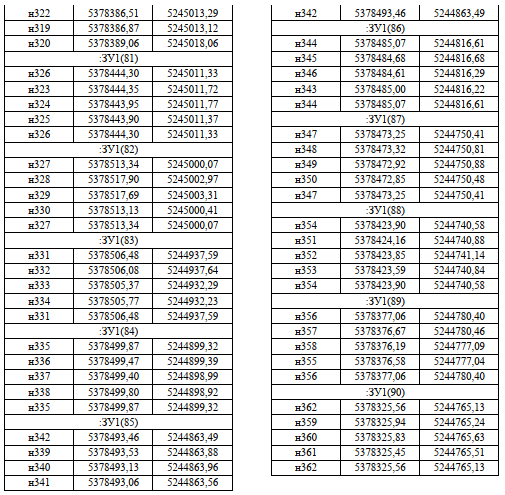 н322 5378386,51 5245013,29
н319 5378386,87 5245013,12
н320 5378389,06 5245018,06
:ЗУ1(81)
н326 5378444,30 5245011,33
н323 5378444,35 5245011,72
н324 5378443,95 5245011,77
н325 5378443,90 5245011,37
н326 5378444,30 5245011,33
:ЗУ1(82)
н327 5378513,34 5245000,07
н328 5378517,90 5245002,97
н329 5378517,69 5245003,31
н330 5378513,13 5245000,41
н327 5378513,34 5245000,07
:ЗУ1(83)
н331 5378506,48 5244937,59
н332 5378506,08 5244937,64
н333 5378505,37 5244932,29
н334 5378505,77 5244932,23
н331 5378506,48 5244937,59
:ЗУ1(84)
н335 5378499,87 5244899,32
н336 5378499,47 5244899,39
н337 5378499,40 5244898,99
н338 5378499,80 5244898,92
н335 5378499,87 5244899,32
:ЗУ1(85)
н342 5378493,46 5244863,49
н339 5378493,53 5244863,88
н340 5378493,13 5244863,96
н341 5378493,06 5244863,56
н342 5378493,46 5244863,49
:ЗУ1(86)
н344 5378485,07 5244816,61
н345 5378484,68 5244816,68
н346 5378484,61 5244816,29
н343 5378485,00 5244816,22
н344 5378485,07 5244816,61
:ЗУ1(87)
н347 5378473,25 5244750,41
н348 5378473,32 5244750,81
н349 5378472,92 5244750,88
н350 5378472,85 5244750,48
н347 5378473,25 5244750,41
:ЗУ1(88)
н354 5378423,90 5244740,58
н351 5378424,16 5244740,88
н352 5378423,85 5244741,14
н353 5378423,59 5244740,84
н354 5378423,90 5244740,58
:ЗУ1(89)
н356 5378377,06 5244780,40
н357 5378376,67 5244780,46
н358 5378376,19 5244777,09
н355 5378376,58 5244777,04
н356 5378377,06 5244780,40
:ЗУ1(90)
н362 5378325,56 5244765,13
н359 5378325,94 5244765,24
н360 5378325,83 5244765,63
н361 5378325,45 5244765,51
н362 5378325,56 5244765,13